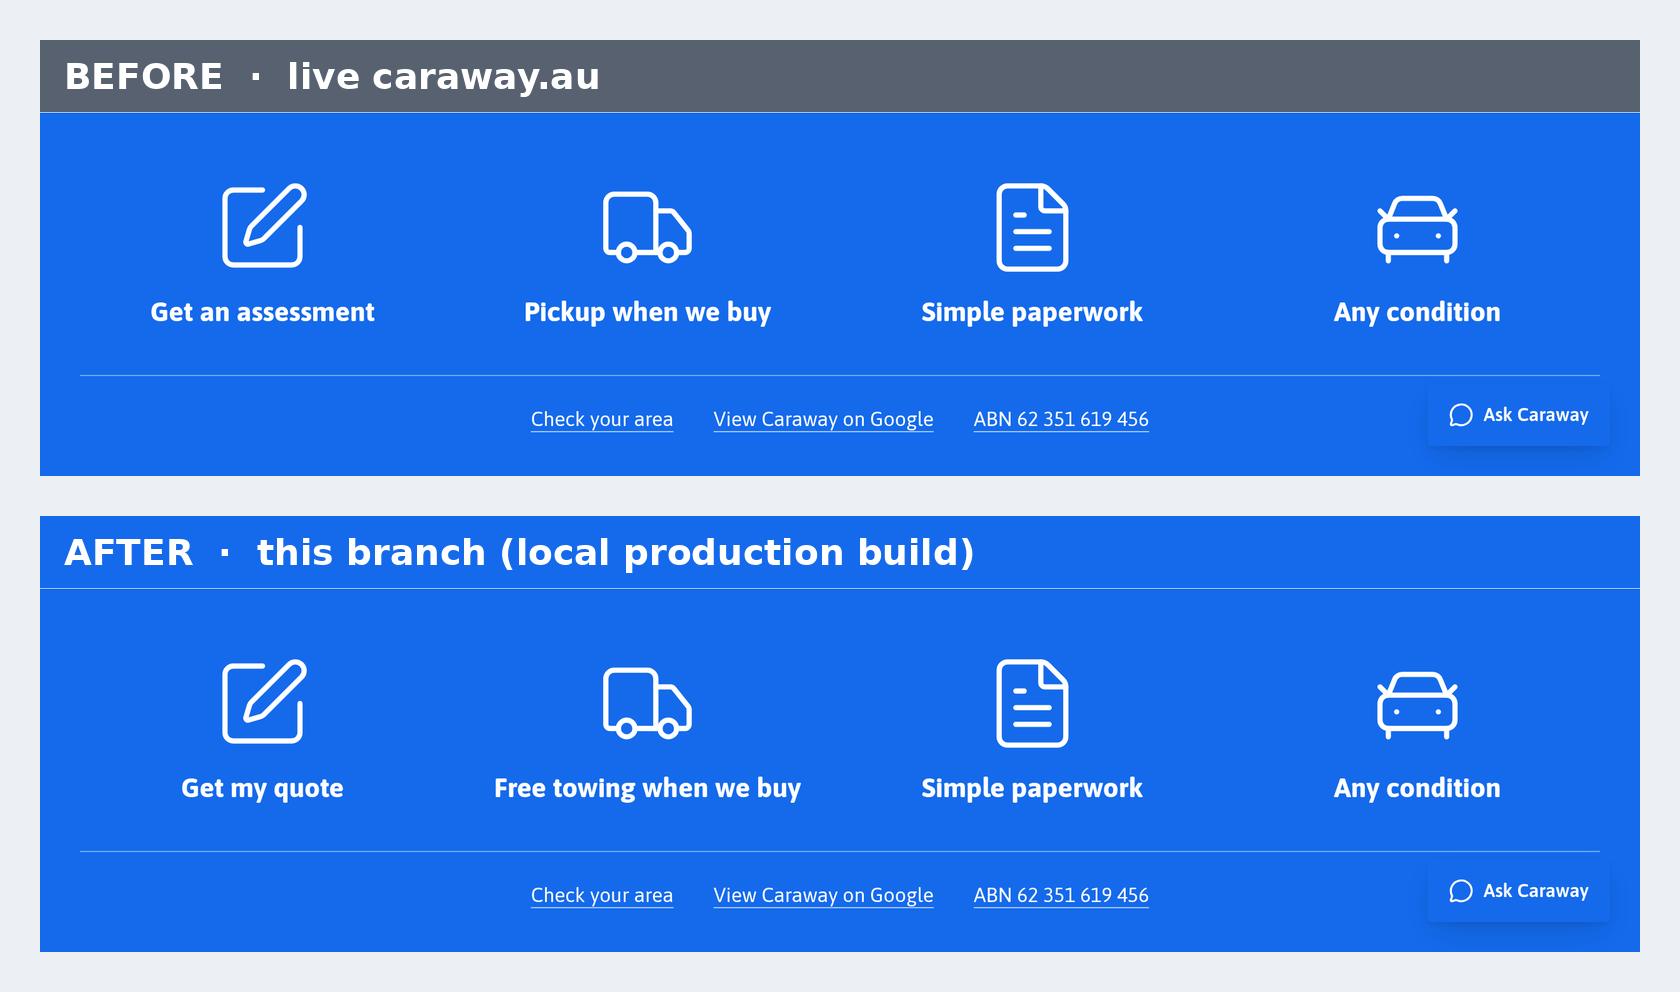 BEFORE · live caraway.au
Get an assessment
Pickup when we buy
Simple paperwork
Any condition
Check your area
View Caraway on Google
ABN 62 351 619 456
Ask Caraway
AFTER · this branch (local production build)
Get my quote
Free towing when we buy
Simple paperwork
Any condition
Check your area
View Caraway on Google
ABN 62 351 619 456
Ask Caraway